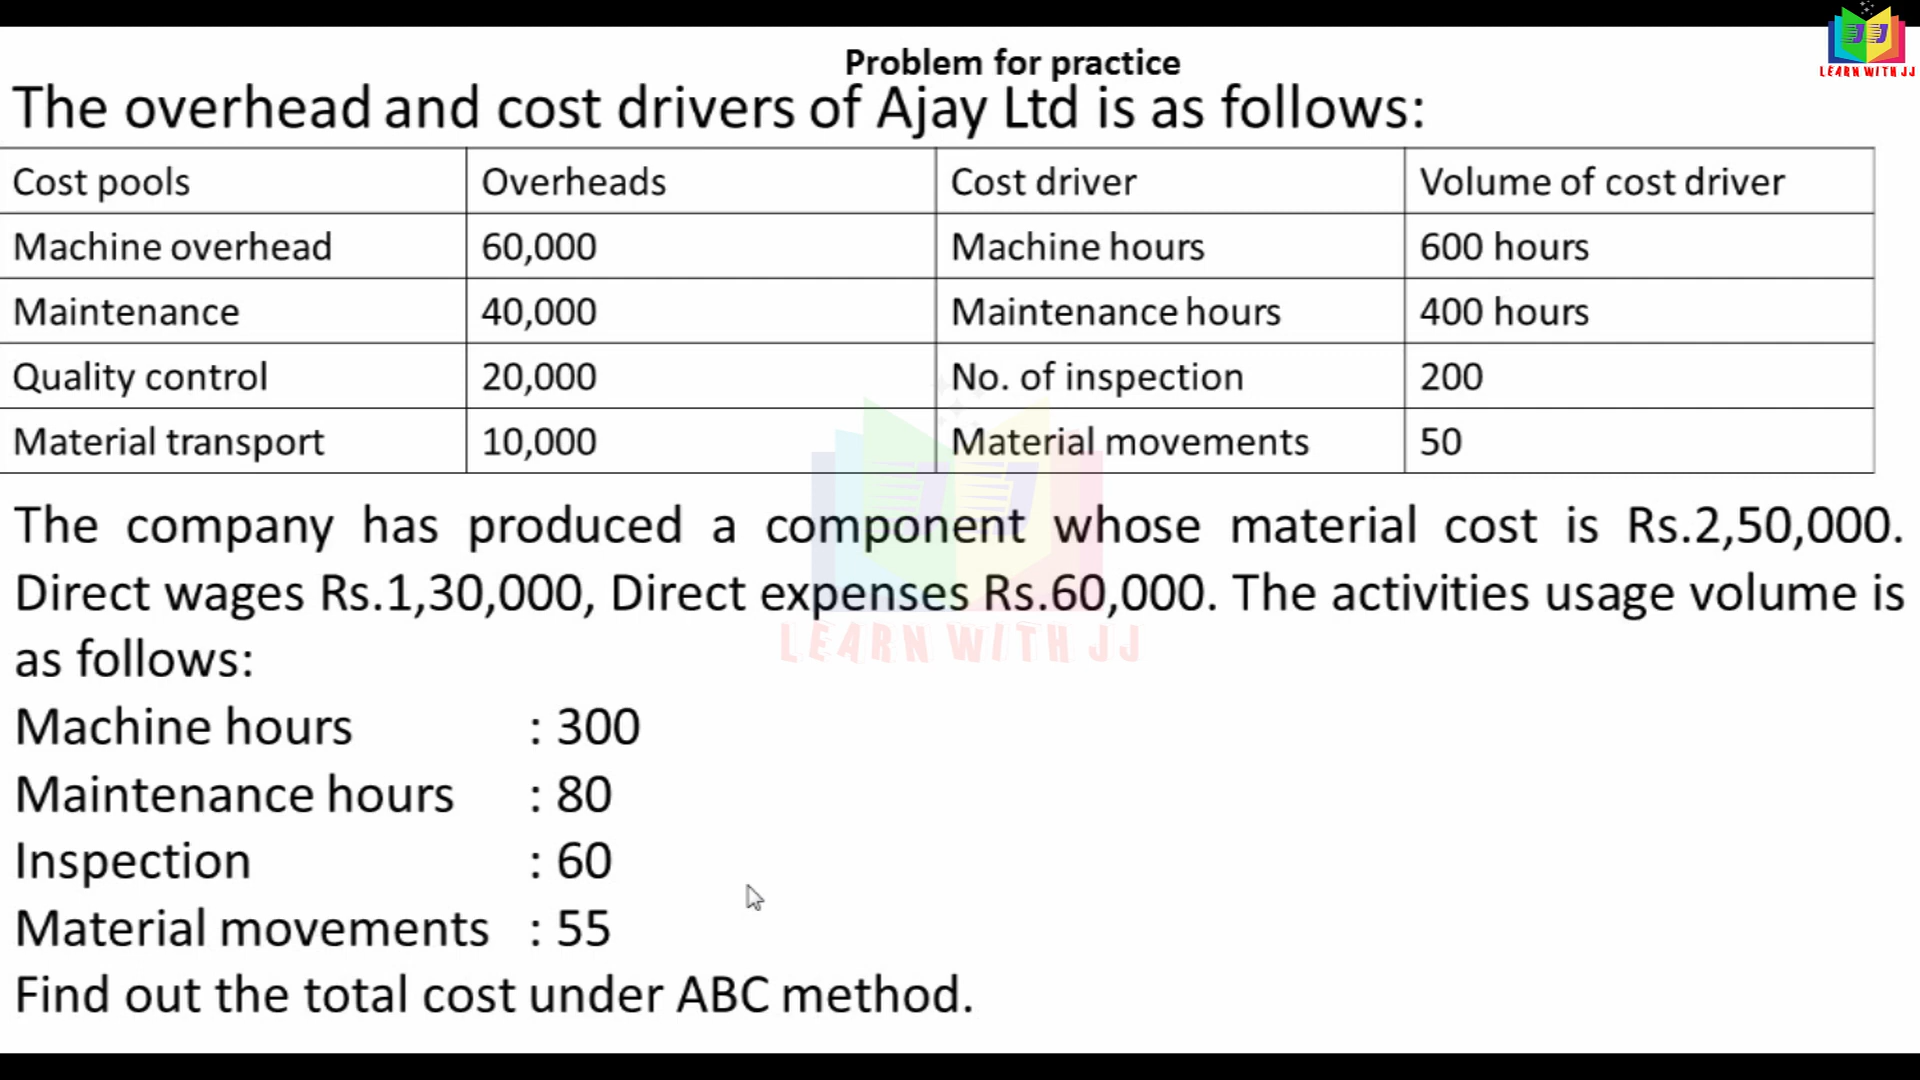 LEARN WITH JJ
Problem for practice
The overhead and cost drivers of Ajay Ltd is as follows:
Cost pools Overheads Cost driver Volume of cost driver
Machine overhead 60,000 Machine hours 600 hours
Maintenance 40,000 Maintenance hours 400 hours
Quality control 20,000 No. of inspection 200
Material transport 10,000 Material movements 50
The company has produced a component whose material cost is Rs.2,50,000.
Direct wages Rs.1,30,000, Direct expenses Rs.60,000. The activities usage volume is
as follows:
LEARN WITH JJ
Machine hours : 300
Maintenance hours : 80
Inspection : 60
Material movements : 55
Find out the total cost under ABC method.